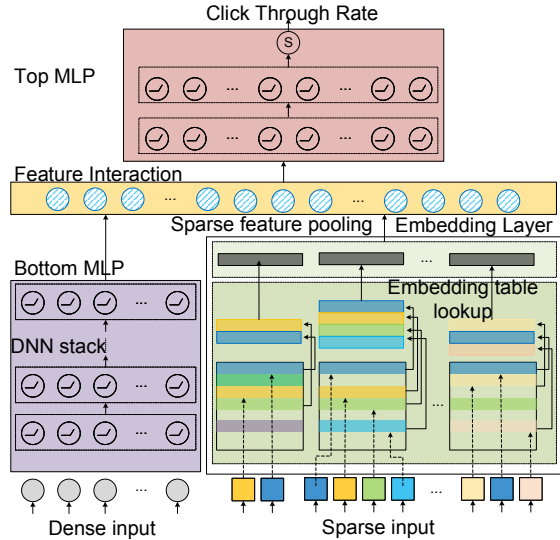 Click Through Rate
S
Top MLP
...
...
...
...
Feature Interaction
...
...
Sparse feature pooling
Embedding Layer
Bottom MLP
...
Embedding table
lookup
...
DNN stack
...
...
...
...
...
Dense input
Sparse input